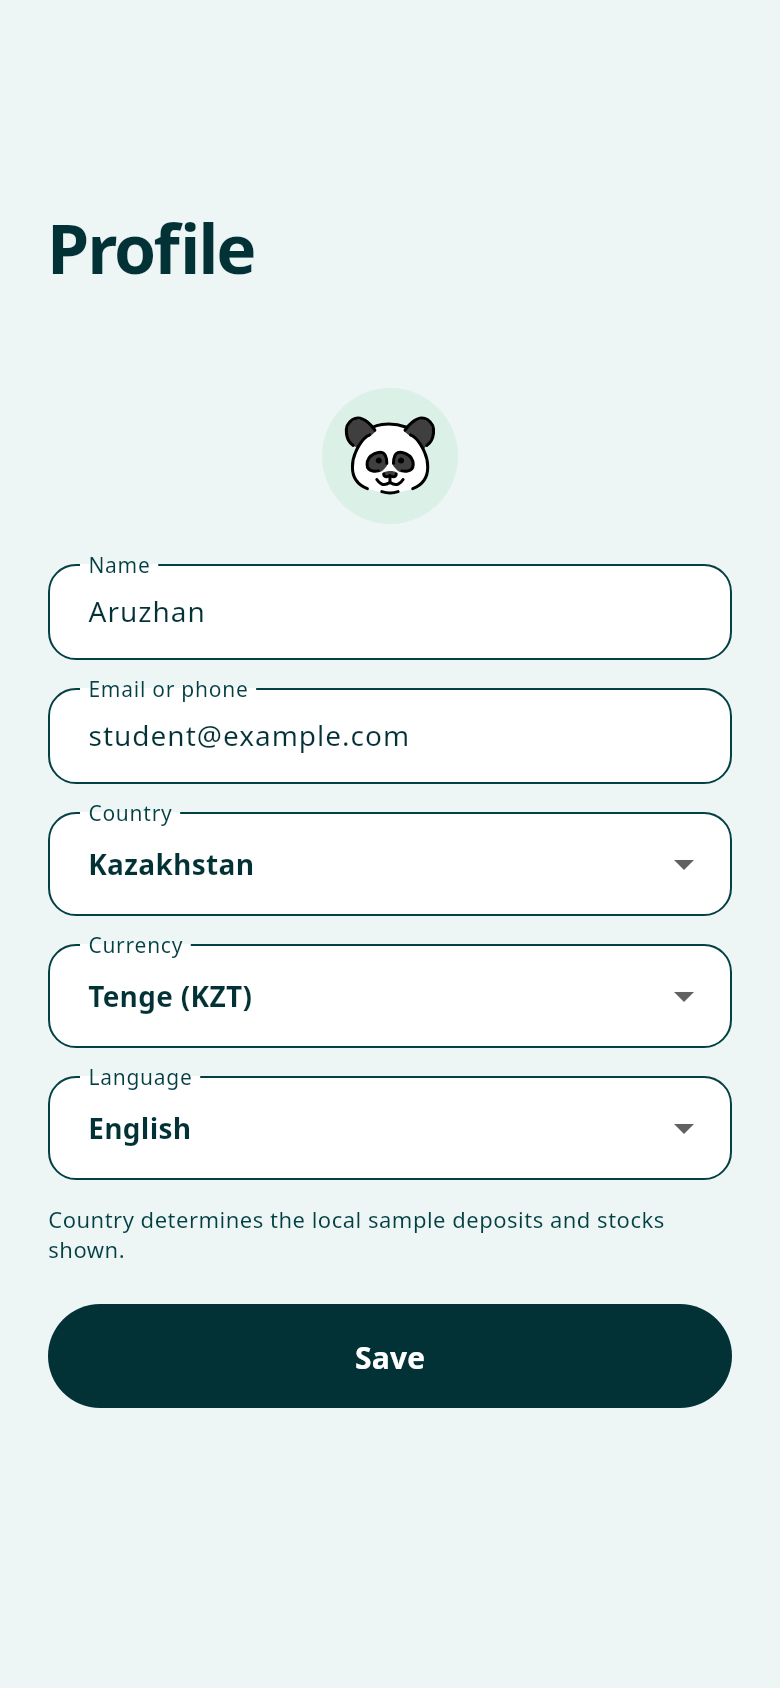 Profile
Name
Aruzhan
Email or phone
student@example.com
Country
Kazakhstan
Currency
Tenge (KZT)
Language
English
Country determines the local sample deposits and stocks
shown.
Save